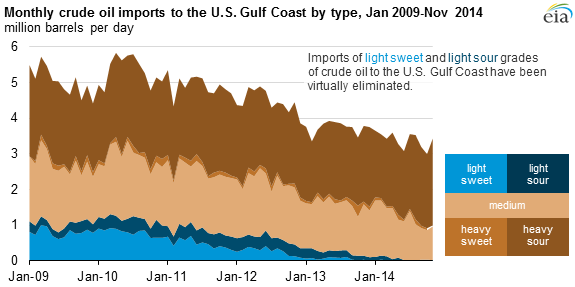 Monthly crude oil imports to the U.S. Gulf Coast by type, Jan 2009-Nov 2014
million barrels per day
eia
Imports of light sweet and light sour grades
of crude oil to the U.S. Gulf Coast have been
virtually eliminated.
6
5
4
3
2
1
0
Jan-09 Jan-10 Jan-11 Jan-12 Jan-13 Jan-14
light sweet
light sour
medium
heavy sweet
heavy sour